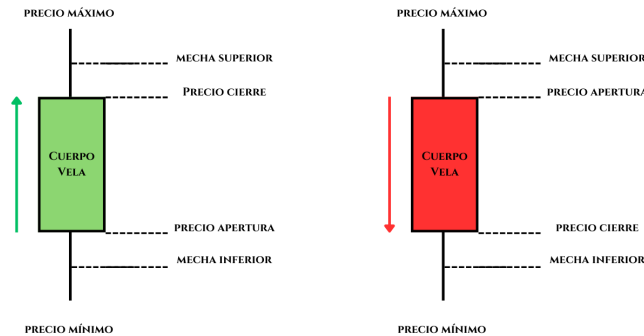 PRECIO MÁXIMO
MECHA SUPERIOR
PRECIO CIERRE
CUERPO
VELA
PRECIO APERTURA
MECHA INFERIOR
PRECIO MÍNIMO
PRECIO MÁXIMO
MECHA SUPERIOR
PRECIO APERTURA
CUERPO
VELA
PRECIO CIERRE
MECHA INFERIOR
PRECIO MÍNIMO